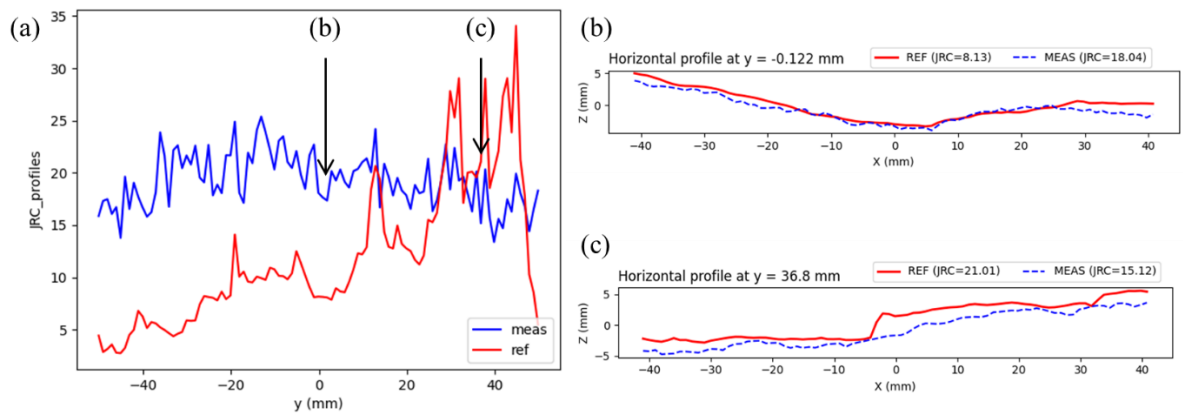 (a)
(b)
(c)
35
30
25
20
15
10
5
JRC_profiles
−40
−20
0
20
40
y (mm)
meas
ref
(b)
Horizontal profile at y = -0.122 mm
REF (JRC=8.13)
MEAS (JRC=18.04)
5
0
Z (mm)
−40
−30
−20
−10
0
10
20
30
40
X (mm)
(c)
Horizontal profile at y = 36.8 mm
REF (JRC=21.01)
MEAS (JRC=15.12)
5
0
−5
Z (mm)
−40
−30
−20
−10
0
10
20
30
40
X (mm)